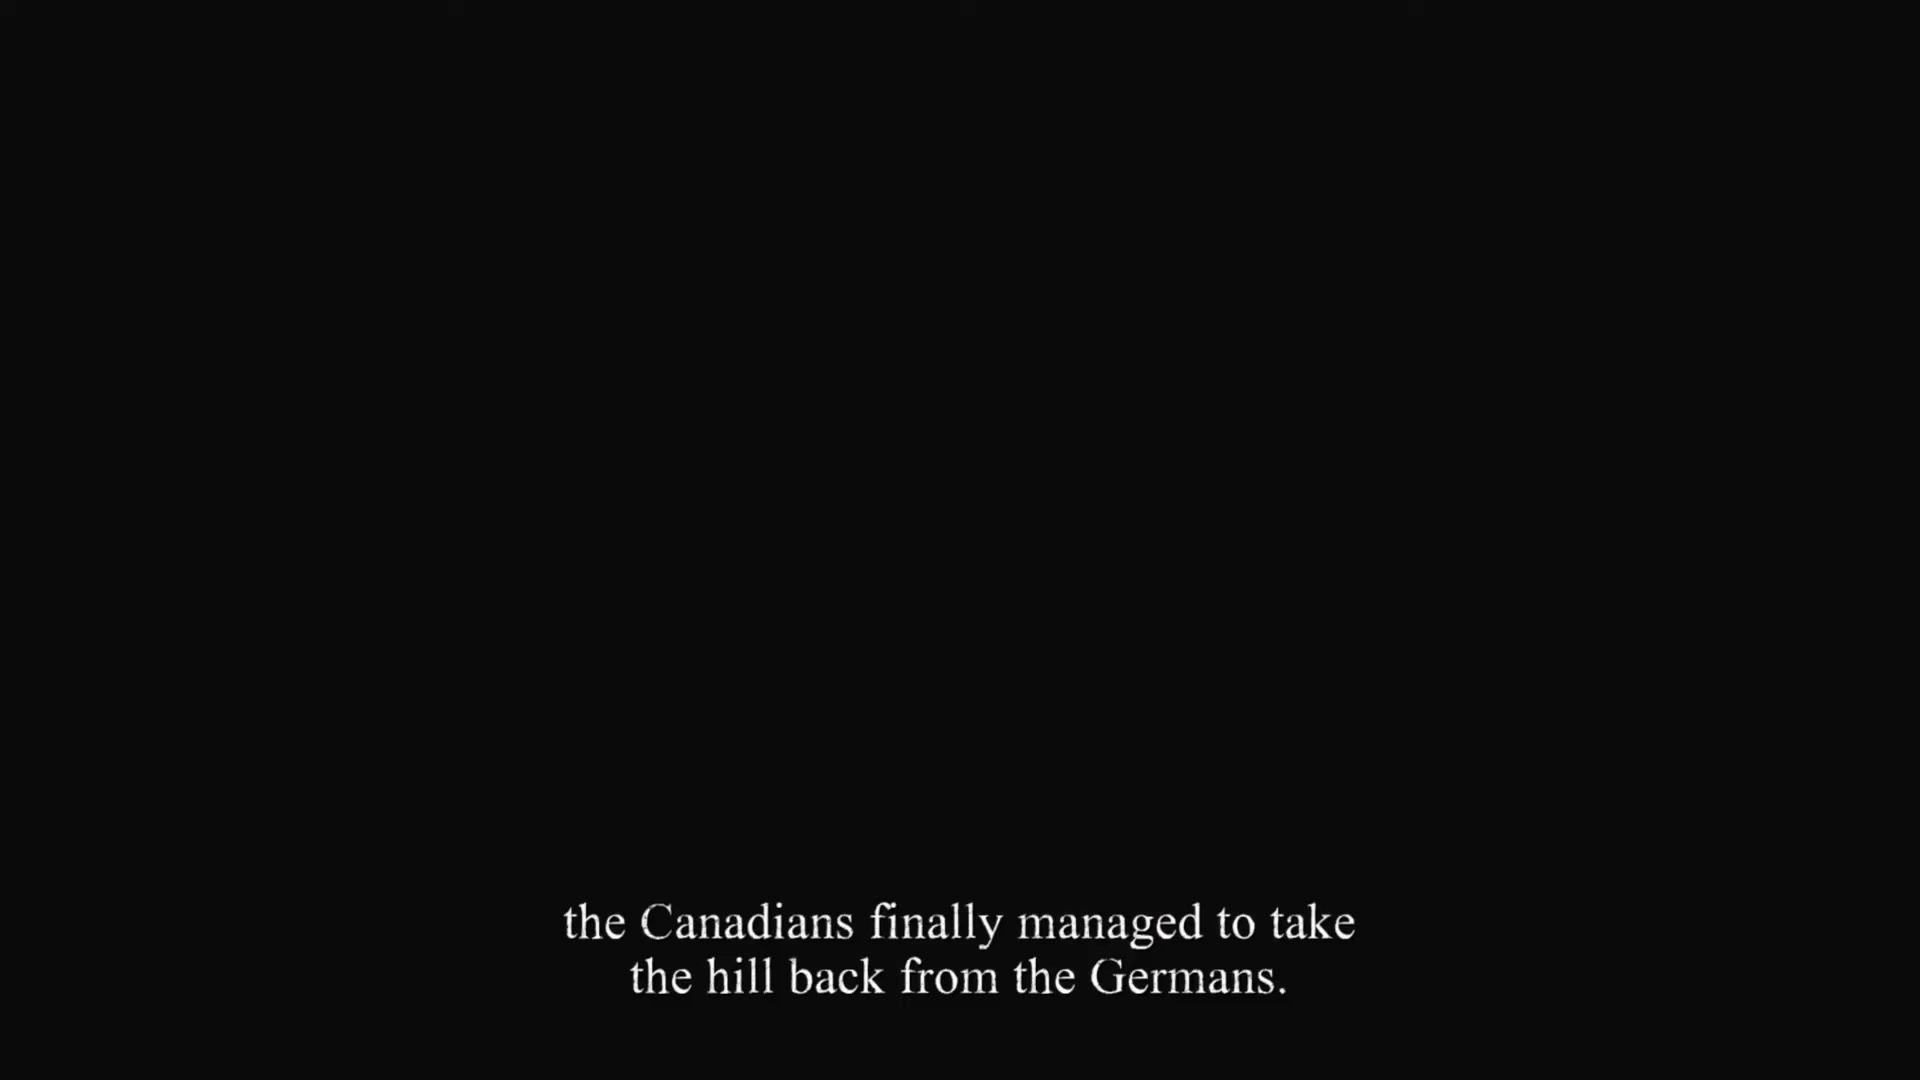 the Canadians finally managed to take
the hill back from the Germans.